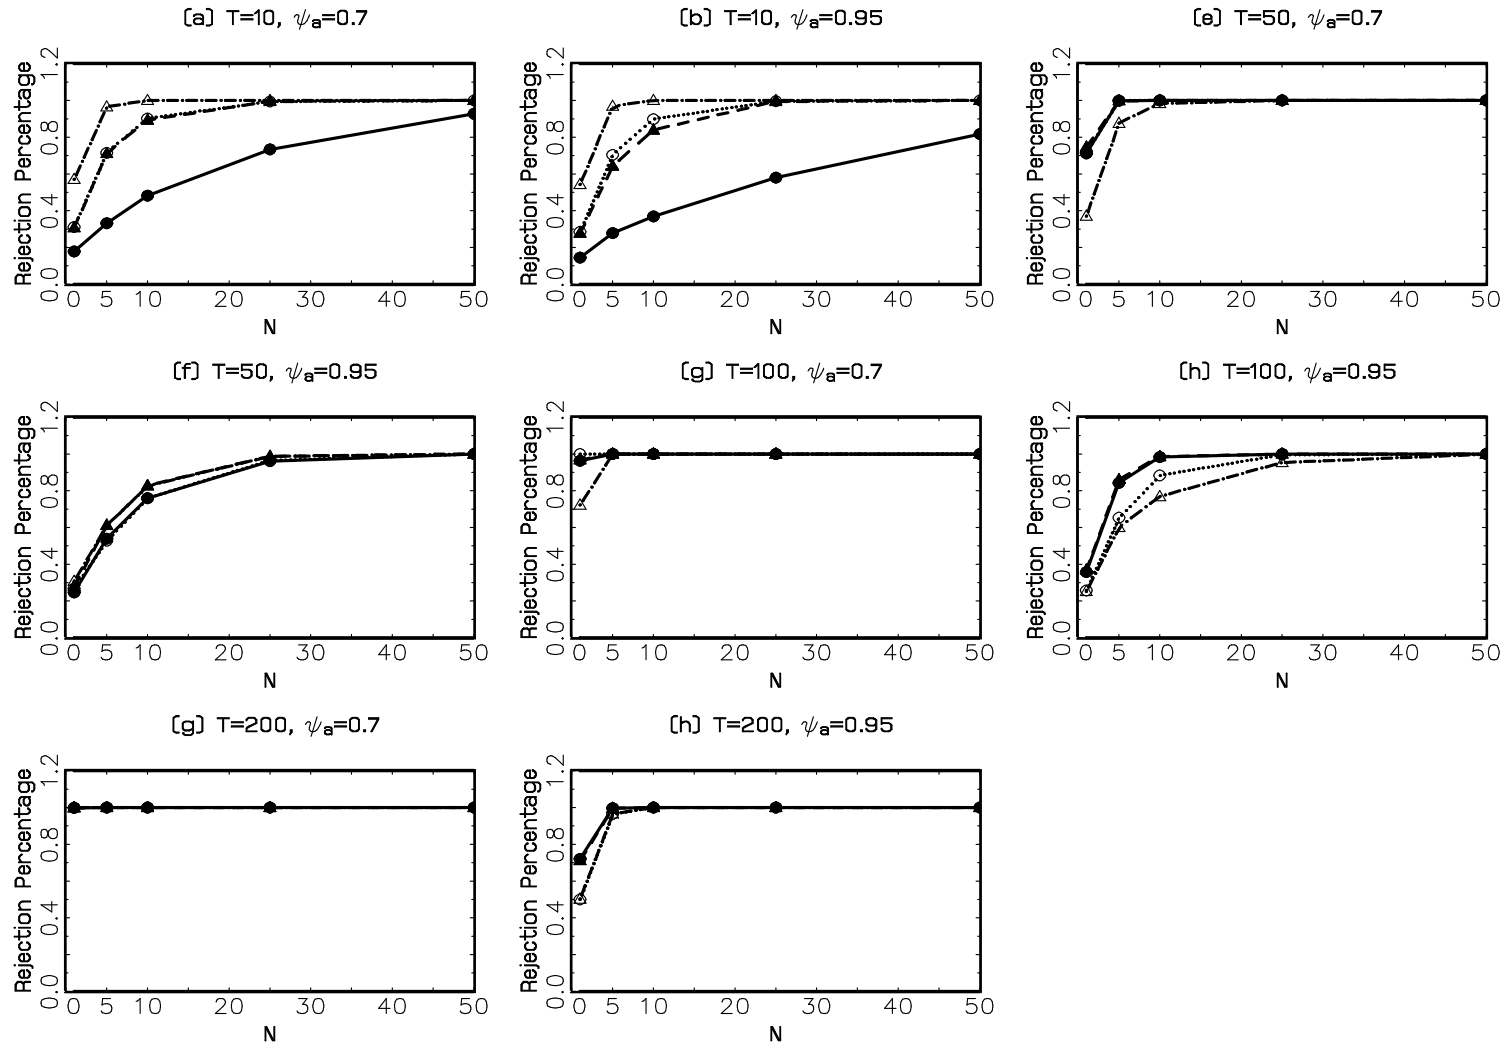 (a) T=10, ψa=0.7
Rejection Percentage
0.0 0.4 0.8 1.2
0 5 10 20 30 40 50
N
(b) T=10, ψa=0.95
Rejection Percentage
0.0 0.4 0.8 1.2
0 5 10 20 30 40 50
N
(e) T=50, ψa=0.7
Rejection Percentage
0.0 0.4 0.8 1.2
0 5 10 20 30 40 50
N
(f) T=50, ψa=0.95
Rejection Percentage
0.0 0.4 0.8 1.2
0 5 10 20 30 40 50
N
(g) T=100, ψa=0.7
Rejection Percentage
0.0 0.4 0.8 1.2
0 5 10 20 30 40 50
N
(h) T=100, ψa=0.95
Rejection Percentage
0.0 0.4 0.8 1.2
0 5 10 20 30 40 50
N
(g) T=200, ψa=0.7
Rejection Percentage
0.0 0.4 0.8 1.2
0 5 10 20 30 40 50
N
(h) T=200, ψa=0.95
Rejection Percentage
0.0 0.4 0.8 1.2
0 5 10 20 30 40 50
N